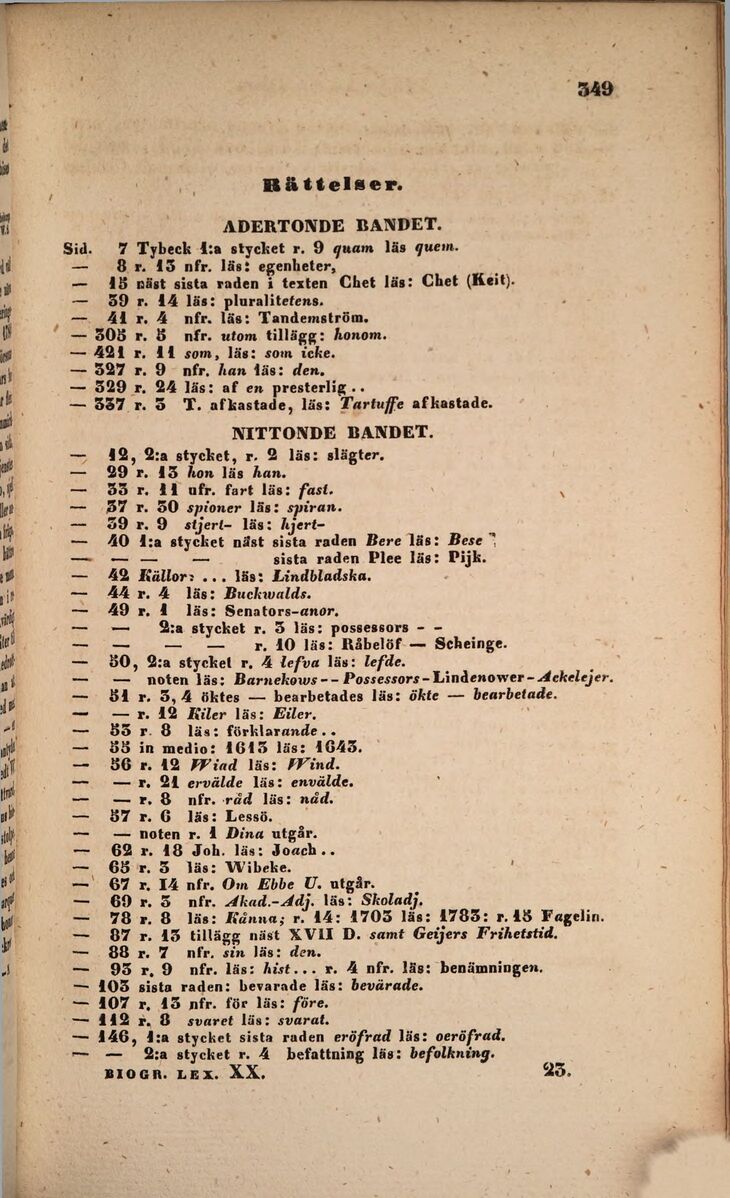 349
Rättelser.
ADERTONDE BANDET.
Sid. 7 Tybeck 1:a stycket r. 9 quam läs quem.
— 8 r. 13 nfr. läs: egenheter,
— 15 näst sista raden i texten Chet läs: Chet (Keit).
— 39 r. 14 läs: pluralitetens.
— 41 r. 4 nfr. läs: Tandemström.
— 305 r. 5 nfr. utom tillägg: honom.
— 421 r. 11 som, läs: som icke.
— 327 r. 9 nfr. han läs: den.
— 329 r. 24 läs: af en presterlig..
— 337 r. 3 T. afkastade, läs: Tartuffe afkastade.
NITTONDE BANDET.
— 12, 2:a stycket, r. 2 läs: slägter.
— 29 r. 13 hon läs han.
— 33 r. 11 nfr. fart läs: fast.
— 37 r. 30 spioner läs: spiran.
— 39 r. 9 stjert- läs: hjert-
— 40 1:a stycket näst sista raden Bere läs: Bese
— — — — sista raden Plee läs: Pijk.
— 42 Källor: ... läs: Lindbladska.
— 44 r. 4 läs: Buckwalds.
— 49 r. 1 läs: Senators-anor.
— — 2:a stycket r. 3 läs: possessors - -
— — — — r. 10 läs: Råbelöf — Scheinge.
— 50, 2:a stycket r. 4 lefva läs: lefde.
— — noten läs: Barnekows-- Possessors-Lindenower-Ackelejer.
— 51 r. 3, 4 öktes — bearbetades läs: ökte — bearbetade.
— — r. 12 Kiler läs: Eiler.
— 53 r. 8 läs: förklarande..
— 55 in medio: 1613 läs: 1643.
— 56 r. 12 Wiad läs: Wind.
— — r. 21 ervälde läs: envälde.
— — r. 8 nfr. råd läs: nåd.
— 57 r. 6 läs: Lessö.
— — noten r. 1 Dina utgår.
— 62 r. 18 Joh. läs: Joach..
— 65 r. 3 läs: Wibeke.
— 67 r. 14 nfr. Om Ebbe U. utgår.
— 69 r. 3 nfr. Akad.-Adj. läs: Skoladj.
— 78 r. 8 läs: Känna; r. 14: 1703 läs: 1783: r. 15 Fagelin.
— 87 r. 13 tillägg näst XVII D. samt Geijers Frihetstid.
— 88 r. 7 nfr. sin läs: den.
— 93 r. 9 nfr. läs: hist... r. 4 nfr. läs: benämningen.
— 103 sista raden: bevarade läs: bevärade.
— 107 r. 13 nfr. för läs: före.
— 112 r. 8 svaret läs: svarat.
— 146, 1:a stycket sista raden eröfrad läs: oeröfrad.
— — 2:a stycket r. 4 befattning läs: befolkning.
BIOGR. LEX. XX. 23.